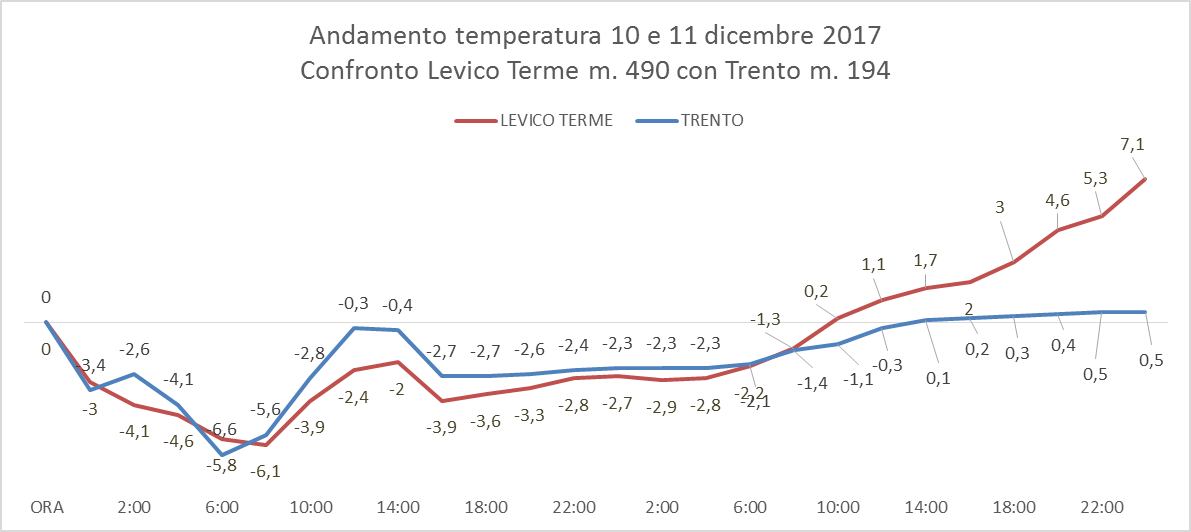 Andamento temperatura 10 e 11 dicembre 2017
Confronto Levico Terme m. 490 con Trento m. 194
LEVICO TERME TRENTO
7,1
5,3
4,6
3
1,7
1,1
0,2
0
-0,3 -0,4
-1,3
2
0
-3,4 -2,6 -4,1 -6,6 -5,6 -2,8 -2,7 -2,7 -2,6 -2,4 -2,3 -2,3 -2,3 -2,2 -1,4 -1,1 -0,3 0,1 0,2 0,3 0,4 0,5 0,5
-3 -4,1 -4,6 -5,8 -6,1 -3,9 -2,4 -2 -3,9 -3,6 -3,3 -2,8 -2,7 -2,9 -2,8 -2,1
ORA 2:00 6:00 10:00 14:00 18:00 22:00 2:00 6:00 10:00 14:00 18:00 22:00